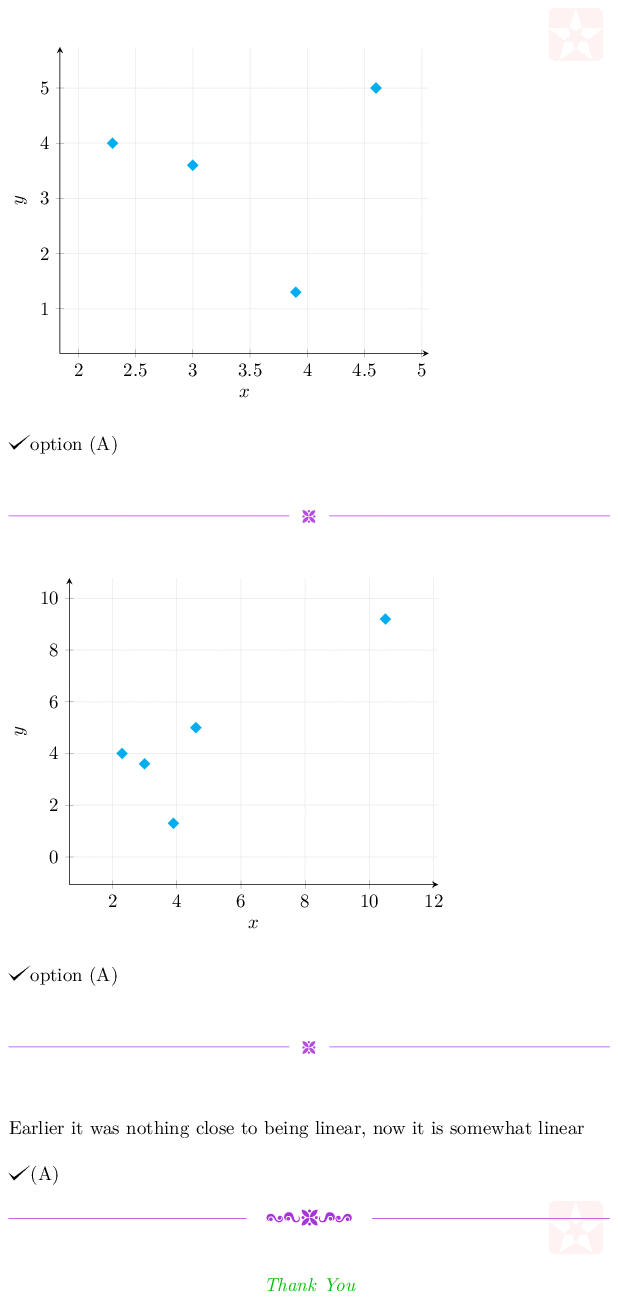 5
4
3
2
1
y
2 2.5 3 3.5 4 4.5 5
x
✓option (A)
10
8
6
4
2
0
y
2 4 6 8 10 12
x
✓option (A)
Earlier it was nothing close to being linear, now it is somewhat linear
✓(A)
Thank You